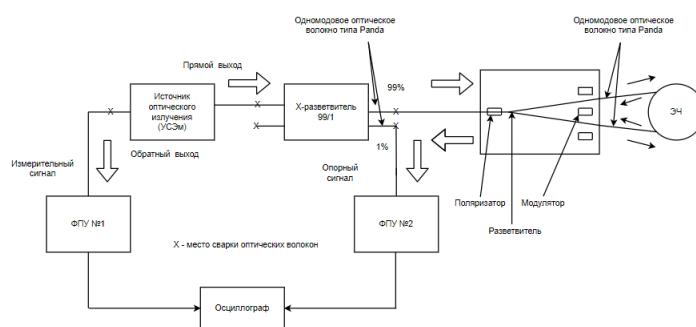 Одномодовое оптическое
волокно типа Panda
Одномодовое оптическое
волокно типа Panda
Прямой выход
99%
Источник
оптического
излучения
(УСЭм)
X-разветвитель
99/1
ЭЧ
X
X
X
X
X
1%
Обратный выход
Измерительный
сигнал
Опорный
сигнал
Поляризатор
Модулятор
Разветвитель
ФПУ №1
ФПУ №2
X - место сварки оптических волокон
Осциллограф